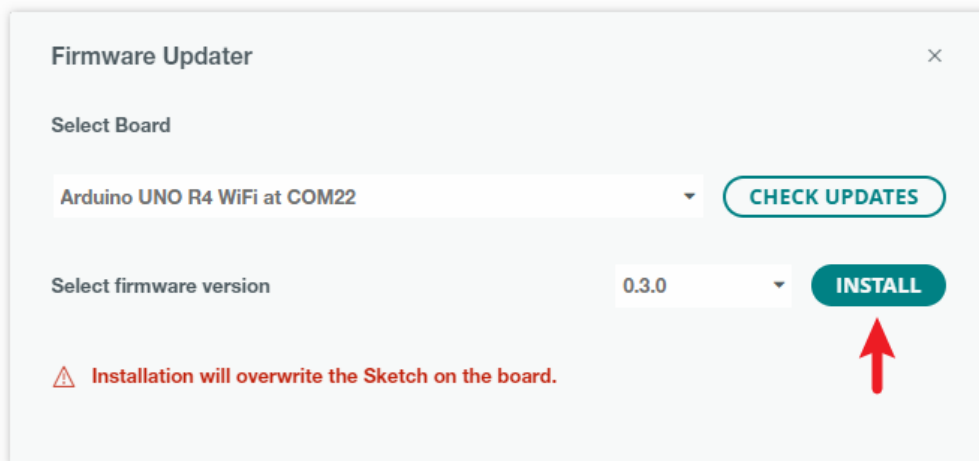 Firmware Updater
Select Board
Arduino UNO R4 WiFi at COM22
CHECK UPDATES
Select firmware version
0.3.0
INSTALL
Installation will overwrite the Sketch on the board.